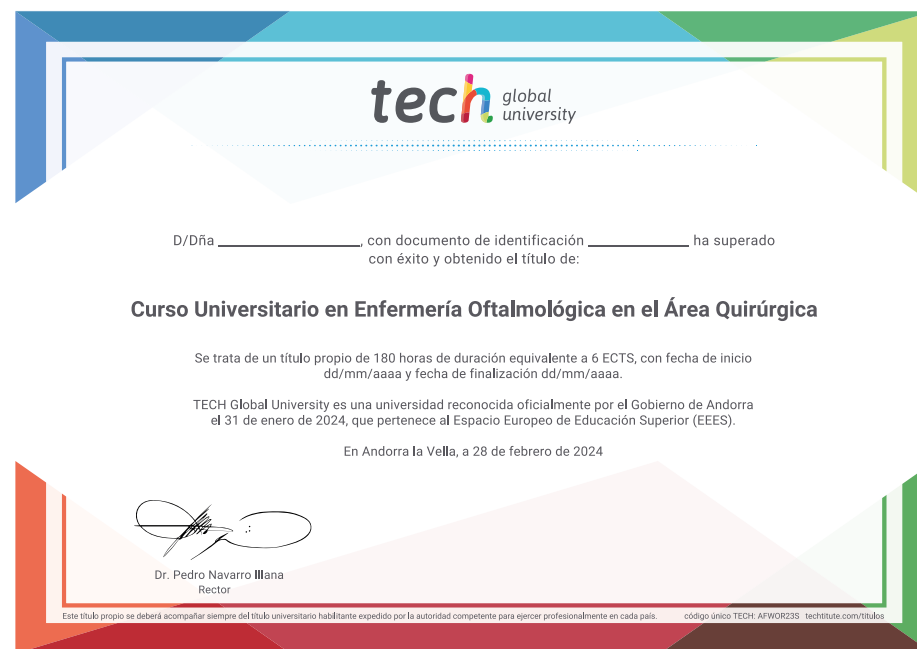 tech global university
D/Dña ________________, con documento de identificación ____________ ha superado
con éxito y obtenido el título de:
Curso Universitario en Enfermería Oftalmológica en el Área Quirúrgica
Se trata de un título propio de 180 horas de duración equivalente a 6 ECTS, con fecha de inicio
dd/mm/aaaa y fecha de finalización dd/mm/aaaa.
TECH Global University es una universidad reconocida oficialmente por el Gobierno de Andorra
el 31 de enero de 2024, que pertenece al Espacio Europeo de Educación Superior (EEES).
En Andorra la Vella, a 28 de febrero de 2024
Dr. Pedro Navarro Illana
Rector
Este título propio se deberá acompañar siempre del título universitario habilitante expedido por la autoridad competente para ejercer profesionalmente en cada país. código único TECH: AFWOR23S techtitute.com/titulos